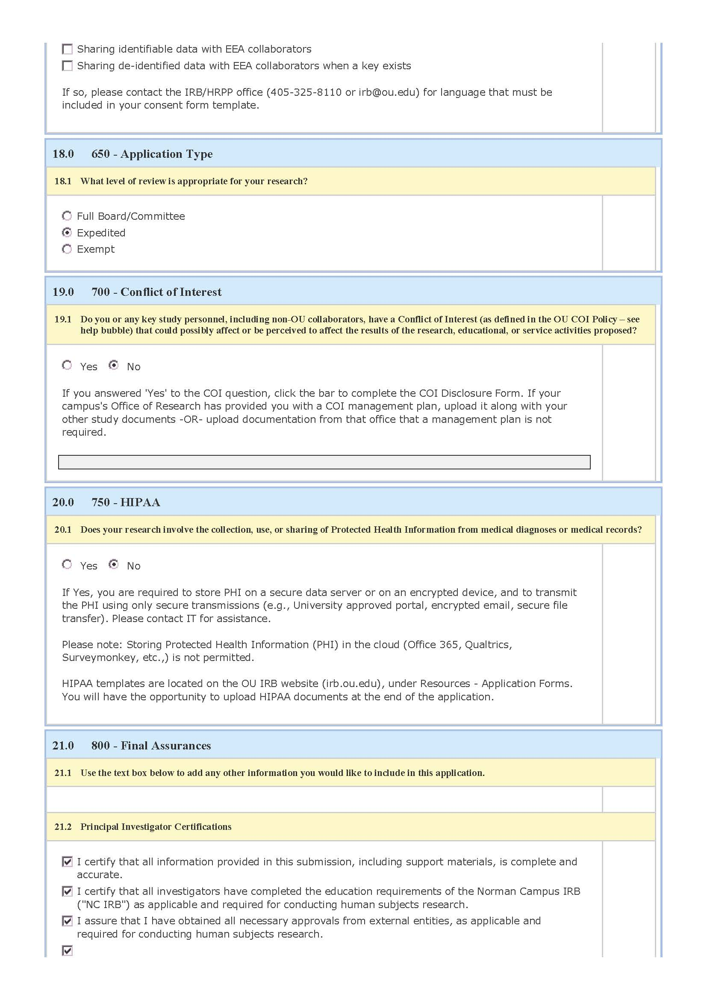 Sharing identifiable data with EEA collaborators
Sharing de-identified data with EEA collaborators when a key exists
If so, please contact the IRB/HRPP office (405-325-8110 or irb@ou.edu) for language that must be
included in your consent form template.
18.0 650 - Application Type
18.1 What level of review is appropriate for your research?
Full Board/Committee
Expedited
Exempt
19.0 700 - Conflict of Interest
19.1 Do you or any key study personnel, including non-OU collaborators, have a Conflict of Interest (as defined in the OU COI Policy – see
help bubble) that could possibly affect or be perceived to affect the results of the research, educational, or service activities proposed?
Yes No
If you answered 'Yes' to the COI question, click the bar to complete the COI Disclosure Form. If your
campus's Office of Research has provided you with a COI management plan, upload it along with your
other study documents -OR- upload documentation from that office that a management plan is not
required.
20.0 750 - HIPAA
20.1 Does your research involve the collection, use, or sharing of Protected Health Information from medical diagnoses or medical records?
Yes No
If Yes, you are required to store PHI on a secure data server or on an encrypted device, and to transmit
the PHI using only secure transmissions (e.g., University approved portal, encrypted email, secure file
transfer). Please contact IT for assistance.
Please note: Storing Protected Health Information (PHI) in the cloud (Office 365, Qualtrics,
Surveymonkey, etc.,) is not permitted.
HIPAA templates are located on the OU IRB website (irb.ou.edu), under Resources - Application Forms.
You will have the opportunity to upload HIPAA documents at the end of the application.
21.0 800 - Final Assurances
21.1 Use the text box below to add any other information you would like to include in this application.
21.2 Principal Investigator Certifications
I certify that all information provided in this submission, including support materials, is complete and
accurate.
I certify that all investigators have completed the education requirements of the Norman Campus IRB
("NC IRB") as applicable and required for conducting human subjects research.
I assure that I have obtained all necessary approvals from external entities, as applicable and
required for conducting human subjects research.